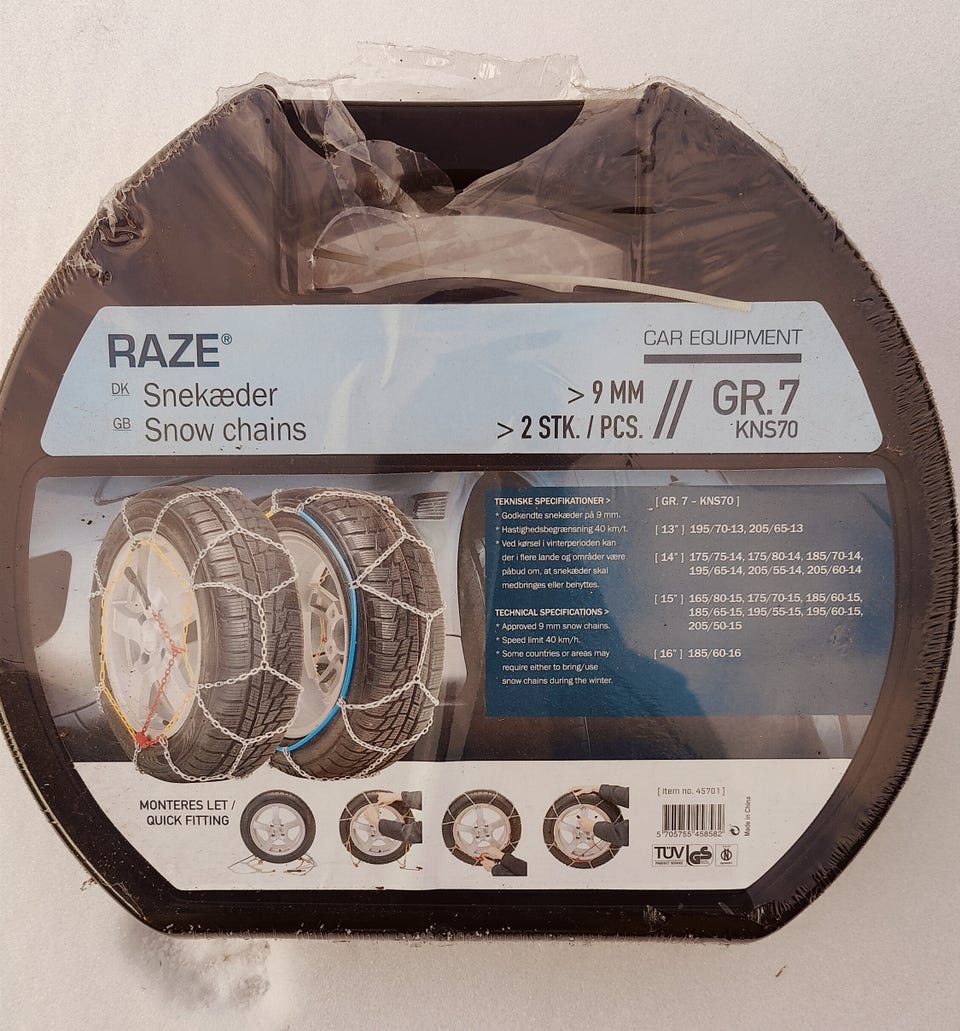 RAZE®
CAR EQUIPMENT
DK Snekæder
GB Snow chains
> 9 MM
> 2 STK. / PCS. // GR.7
KNS70
TEKNISKE SPECIFIKATIONER >
* Godkendte snekæder på 9 mm.
* Hastighedsbegrænsning 40 km/t.
* Ved kørsel i vinterperioden kan
der i flere lande og områder være
påbud om, at snekæder skal
medbringes eller benyttes.
TECHNICAL SPECIFICATIONS >
* Approved 9 mm snow chains.
* Speed limit 40 km/h.
* Some countries or areas may
require either to bring/use
snow chains during the winter.
[ GR. 7 - KNS70 ]
[ 13" ] 195/70-13, 205/65-13
[ 14" ] 175/75-14, 175/80-14, 185/70-14,
195/65-14, 205/55-14, 205/60-14
[ 15" ] 165/80-15, 175/70-15, 185/60-15,
185/65-15, 195/55-15, 195/60-15,
205/50-15
[ 16" ] 185/60-16
MONTERES LET /
QUICK FITTING
[ Item no. 45701 ]
5 705755 458582
Made in China
TÜV GS
PRODUCT SERVICE